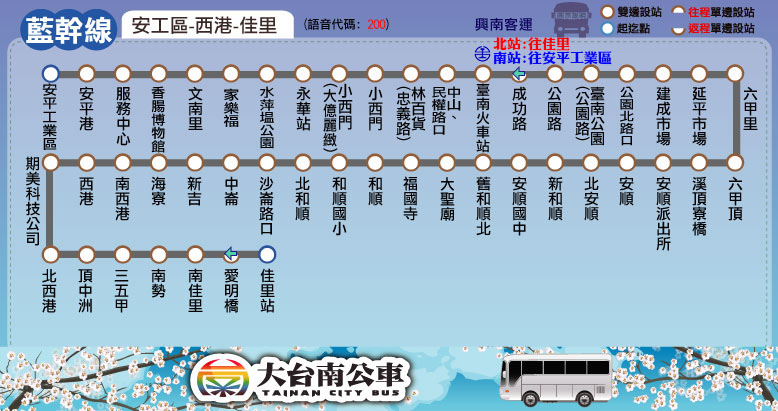 藍幹線
安工區-西港-佳里
(語音代碼: 200)
興南客運
雙邊設站
往程單邊設站
起迄點
返程單邊設站
北站:往佳里
南站:往安平工業區
安平工業區
安平港
服務中心
香腸博物館
文南里
家樂福
水萍塭公園
永華站
小西門
(大億麗緻)
小西門
林百貨
(忠義路)
中山、
民權路口
臺南火車站
成功路
公園路
臺南公園
(公園路)
公園北路口
建成市場
延平市場
六甲里
期美科技公司
西港
南西港
海寮
新吉
中崙
沙崙路口
北和順
和順國小
和順
福國寺
大聖廟
舊和順北
安順國中
新和順
北安順
安順
安順派出所
溪頂寮橋
六甲頂
北西港
頂中洲
三五甲
南勢
南佳里
愛明橋
佳里站
大台南公車
TAINAN CITY BUS